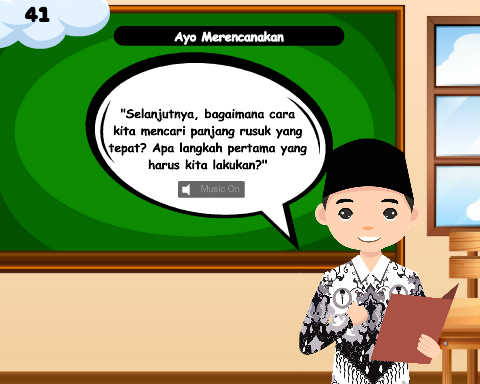 41
Ayo Merencanakan
"Selanjutnya, bagaimana cara
kita mencari panjang rusuk yang
tepat? Apa langkah pertama yang
harus kita lakukan?"
Music On